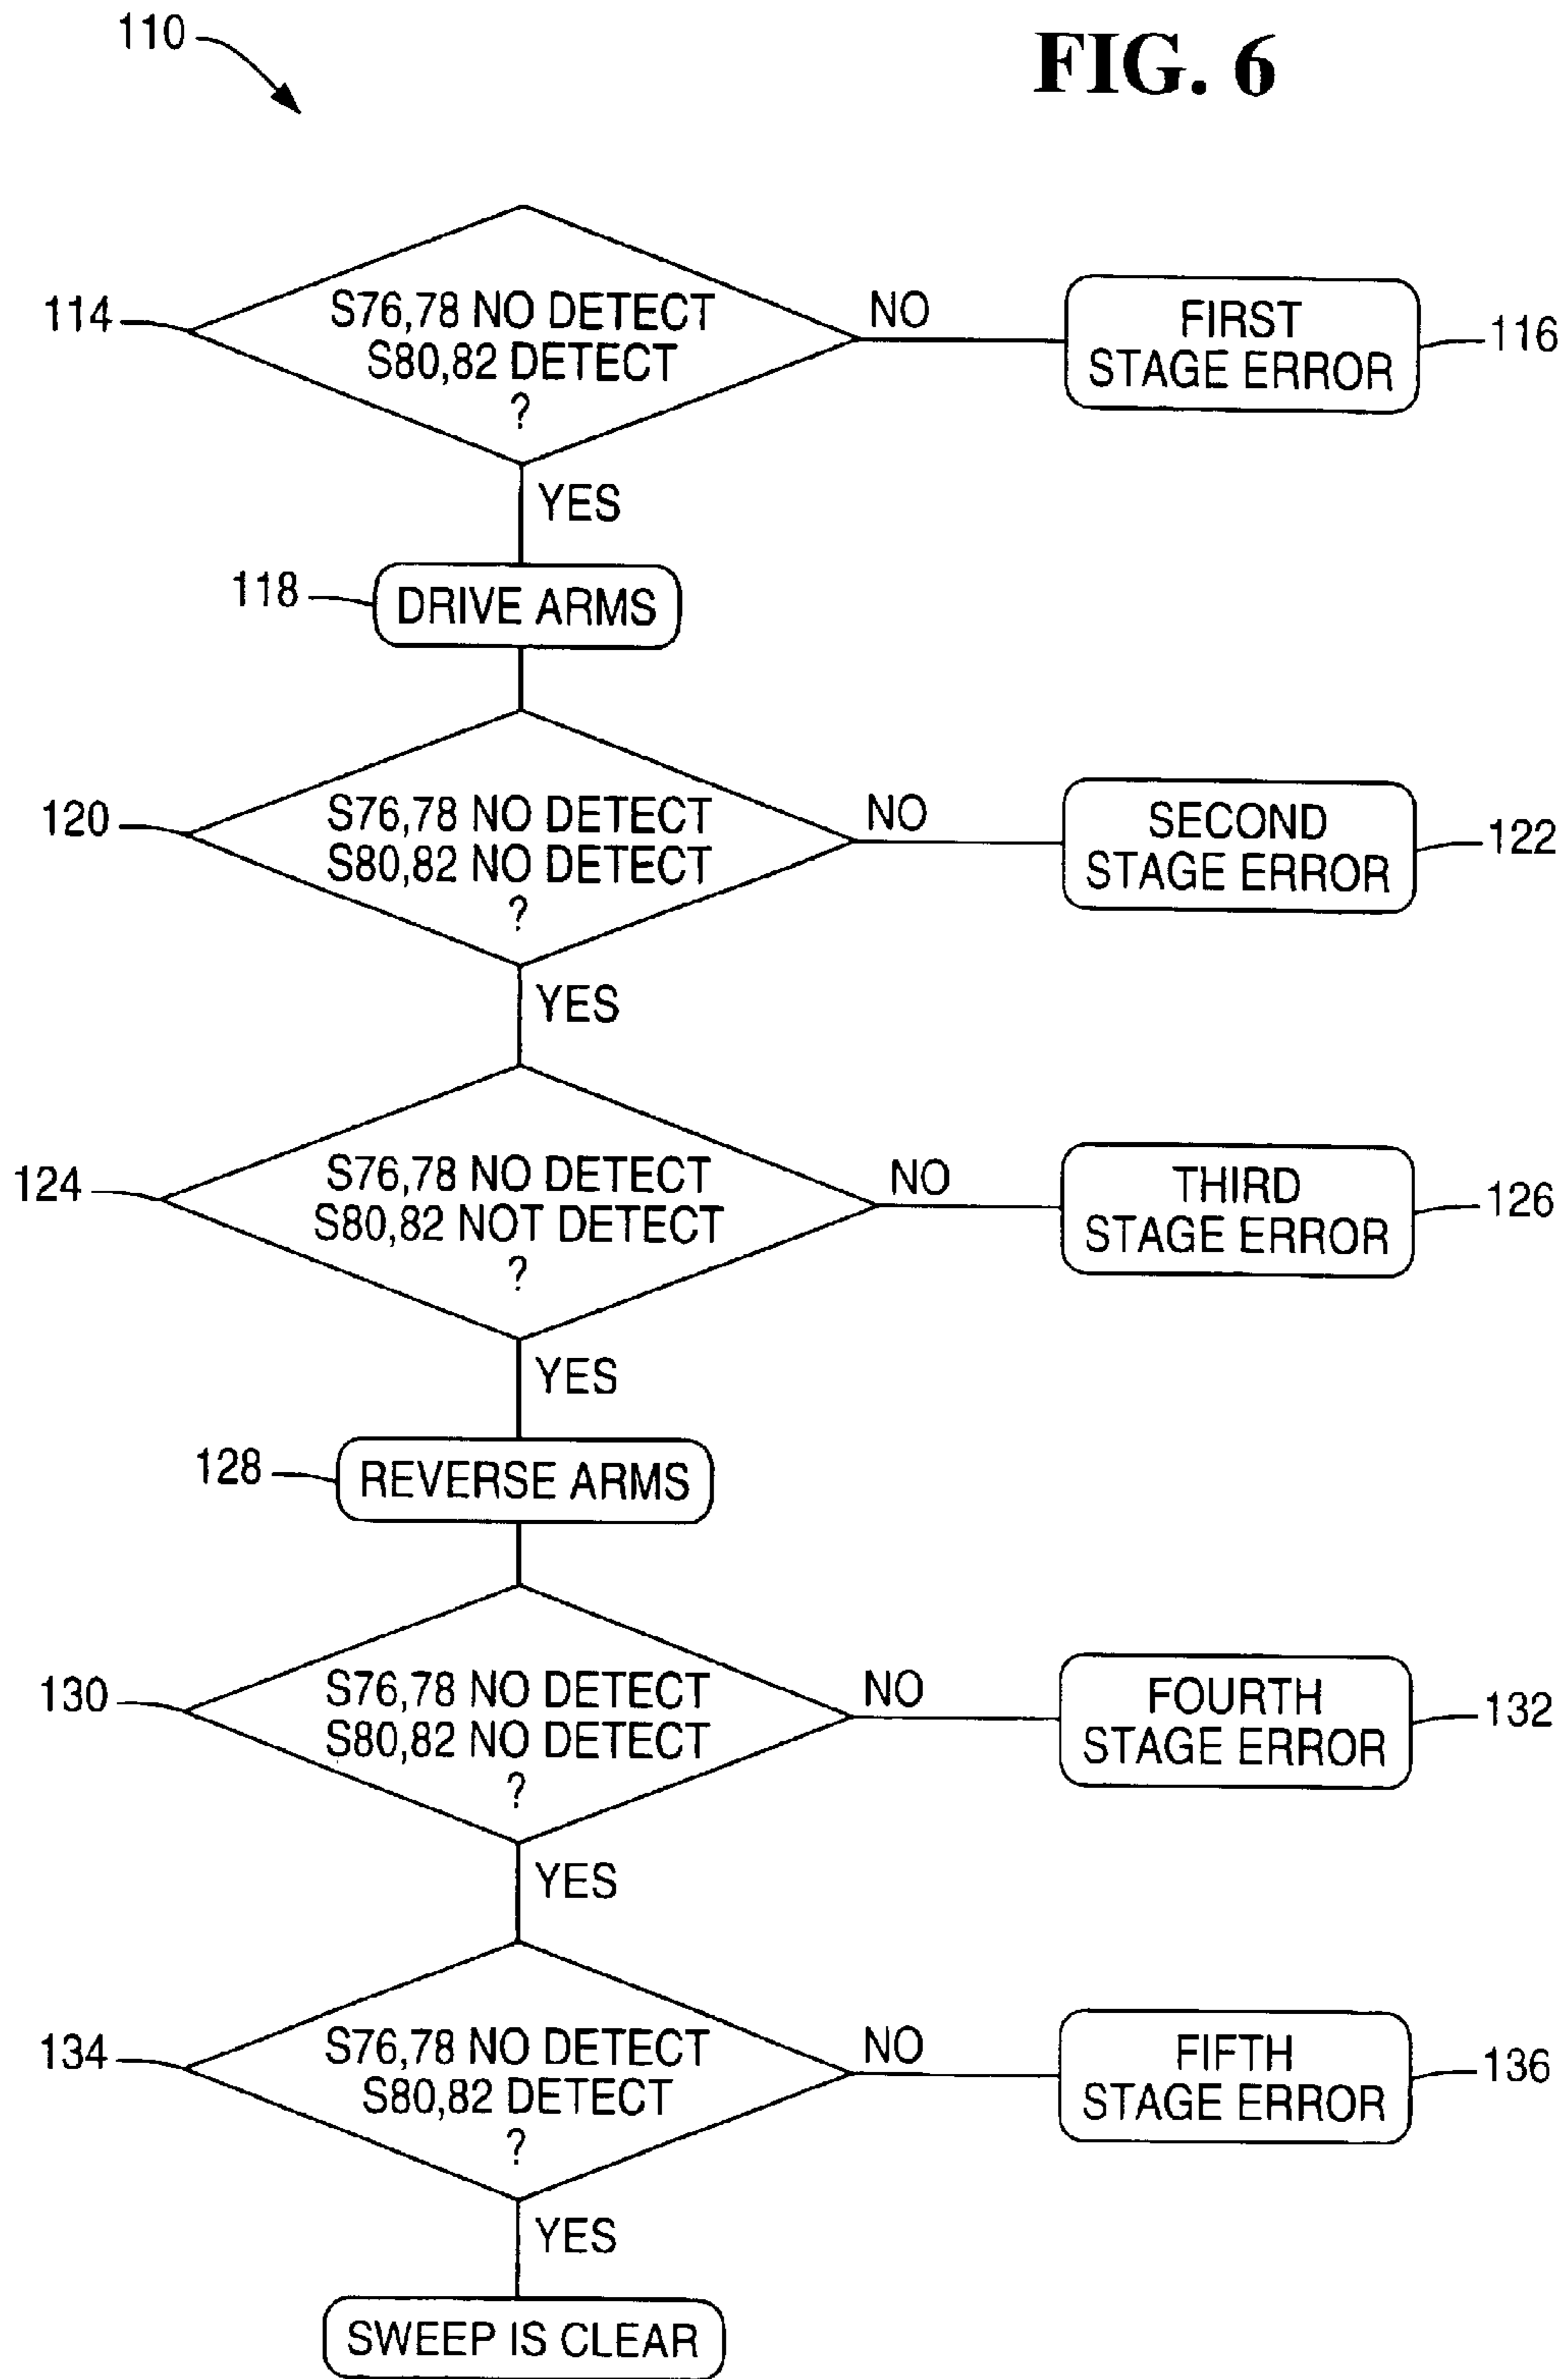 110
FIG. 6
114
S76,78 NO DETECT
S80,82 DETECT
?
NO
FIRST
STAGE ERROR
116
YES
118
DRIVE ARMS
120
S76,78 NO DETECT
S80,82 NO DETECT
?
NO
SECOND
STAGE ERROR
122
YES
124
S76,78 NO DETECT
S80,82 NOT DETECT
?
NO
THIRD
STAGE ERROR
126
YES
128
REVERSE ARMS
130
S76,78 NO DETECT
S80,82 NO DETECT
?
NO
FOURTH
STAGE ERROR
132
YES
134
S76,78 NO DETECT
S80,82 DETECT
?
NO
FIFTH
STAGE ERROR
136
YES
SWEEP IS CLEAR